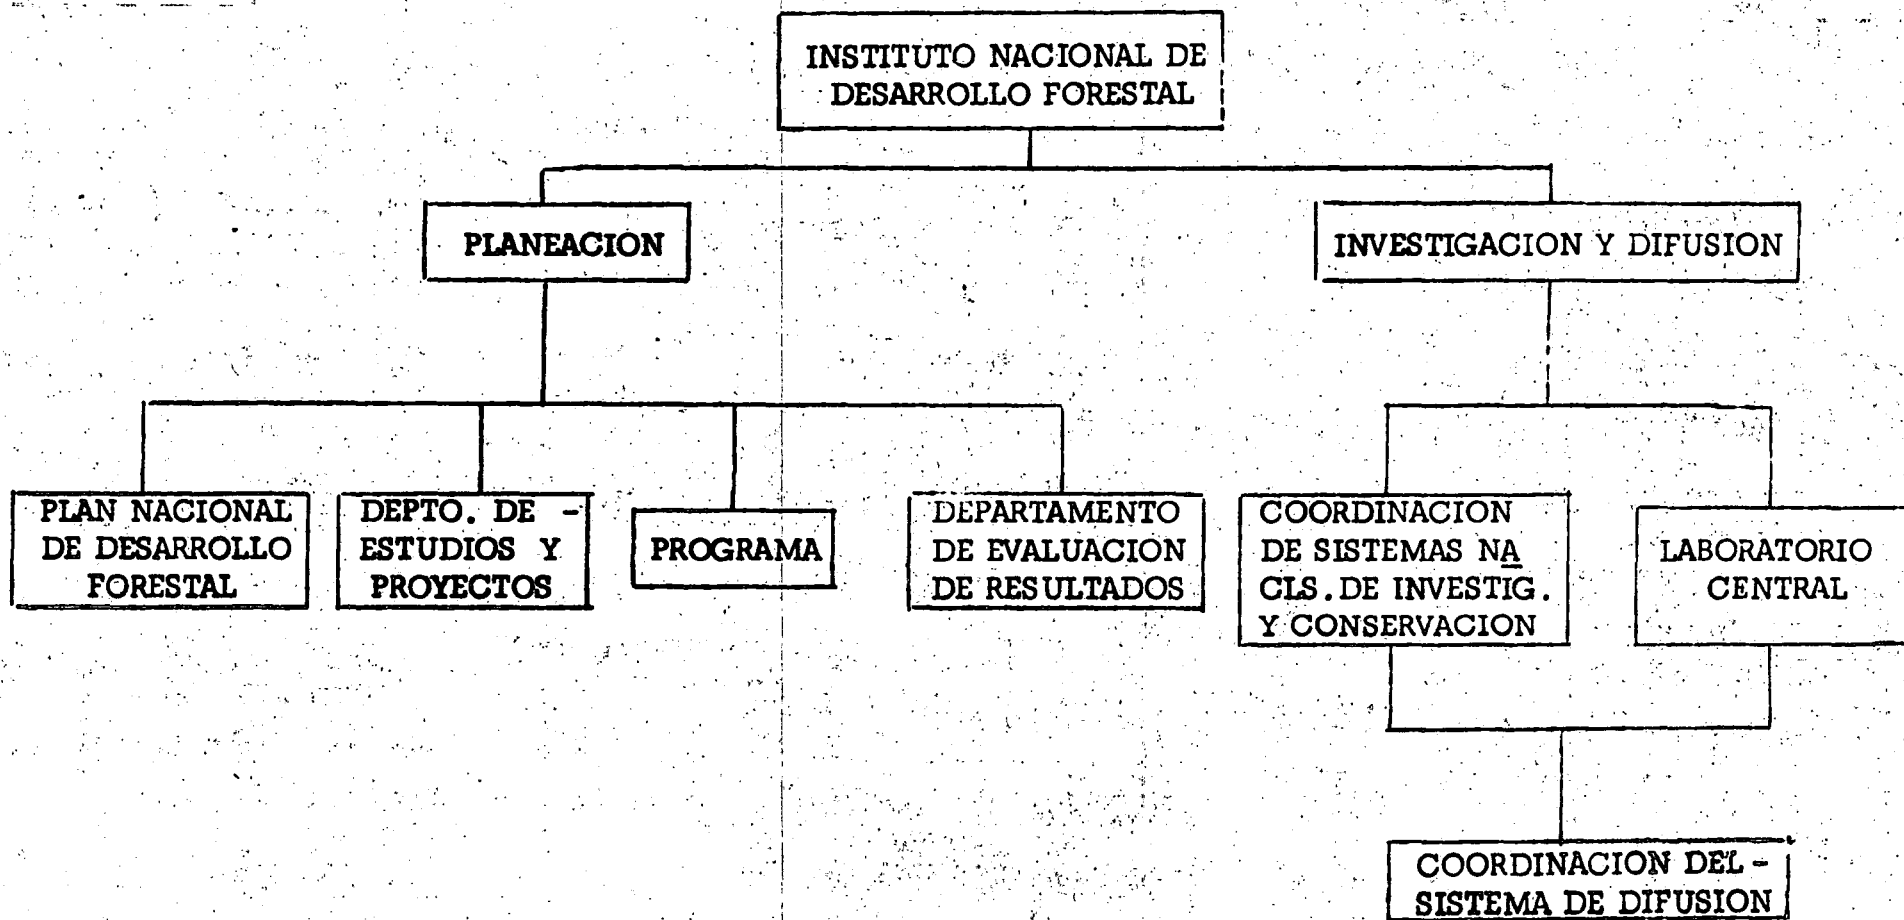 INSTITUTO NACIONAL DE
DESARROLLO FORESTAL
PLANEACION
INVESTIGACION Y DIFUSION
PLAN NACIONAL
DE DESARROLLO
FORESTAL
DEPTO. DE -
ESTUDIOS Y
PROYECTOS
PROGRAMA
DEPARTAMENTO
DE EVALUACION
DE RESULTADOS
COORDINACION
DE SISTEMAS NA
CLS. DE INVESTIG.
Y CONSERVACION
LABORATORIO
CENTRAL
COORDINACION DEL -
SISTEMA DE DIFUSION